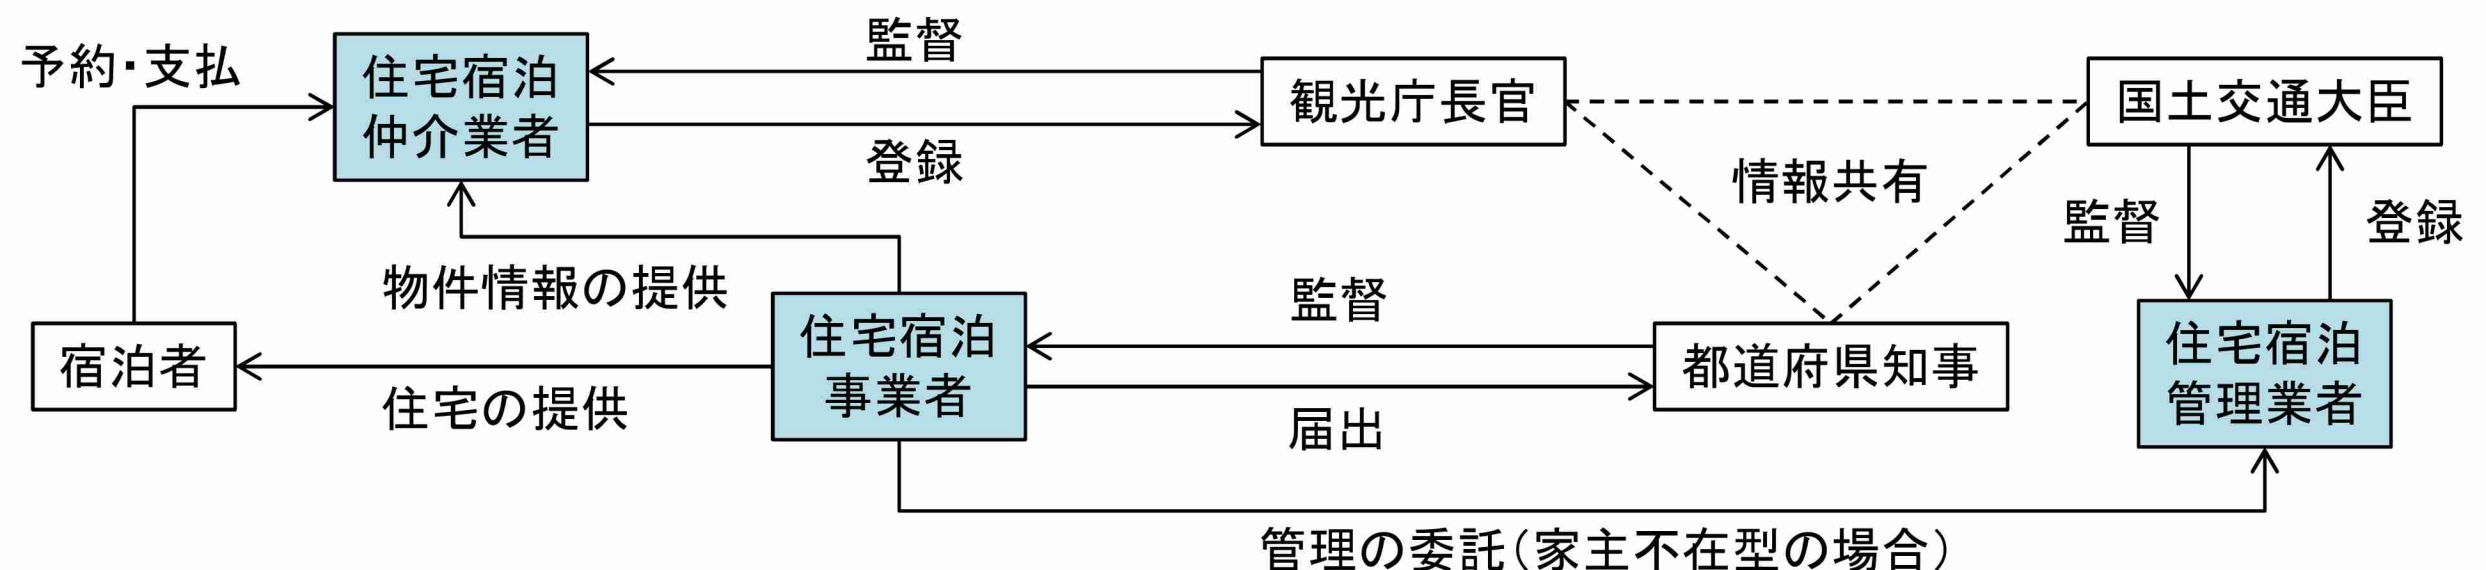 予約・支払
住宅宿泊
仲介業者
監督
登録
観光庁長官
国土交通大臣
情報共有
監督
登録
物件情報の提供
宿泊者
住宅の提供
住宅宿泊
事業者
監督
届出
都道府県知事
住宅宿泊
管理業者
管理の委託（家主不在型の場合）